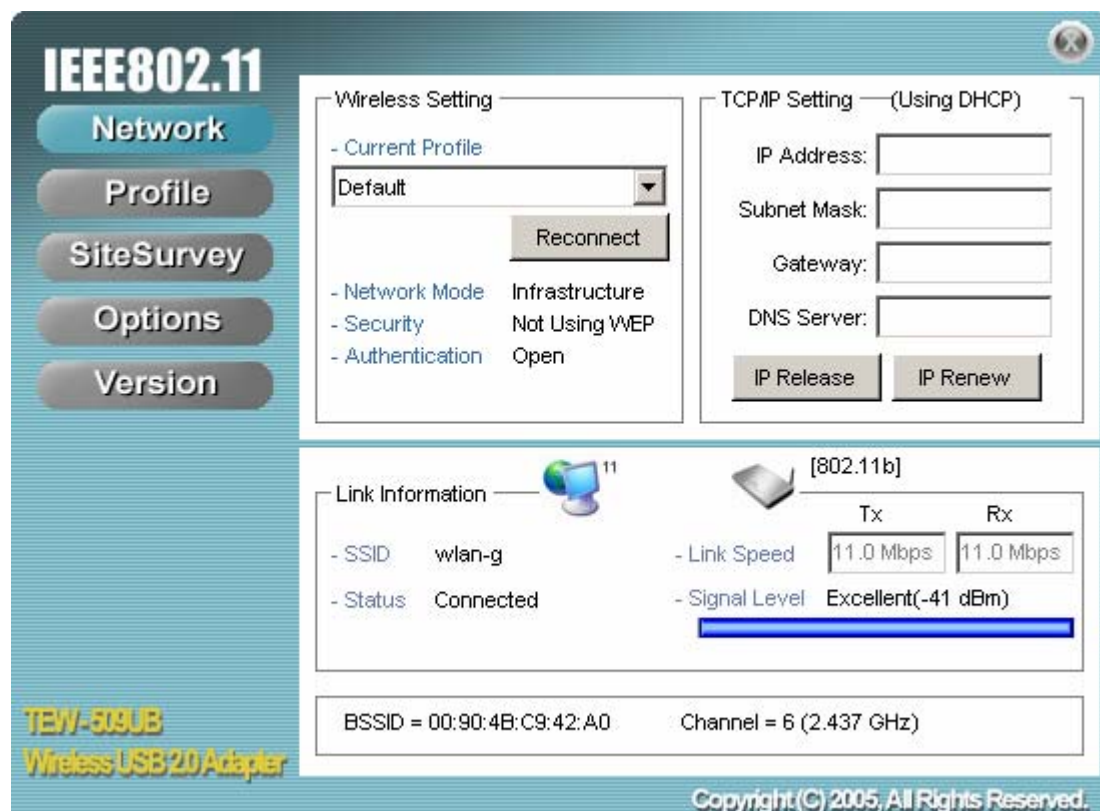 IEEE802.11
Network
Profile
SiteSurvey
Options
Version
Wireless Setting
- Current Profile
Default
Reconnect
- Network Mode Infrastructure
- Security Not Using WEP
- Authentication Open
TCP/IP Setting (Using DHCP)
IP Address:
Subnet Mask:
Gateway:
DNS Server:
IP Release IP Renew
Link Information 11 [802.11b]
Tx Rx
- SSID wlan-g - Link Speed 11.0 Mbps 11.0 Mbps
- Status Connected - Signal Level Excellent(-41 dBm)
BSSID = 00:90:4B:C9:42:A0 Channel = 6 (2.437 GHz)
TEW-509UB
Wireless USB 2.0 Adapter
Copyright (C) 2005, All Rights Reserved.